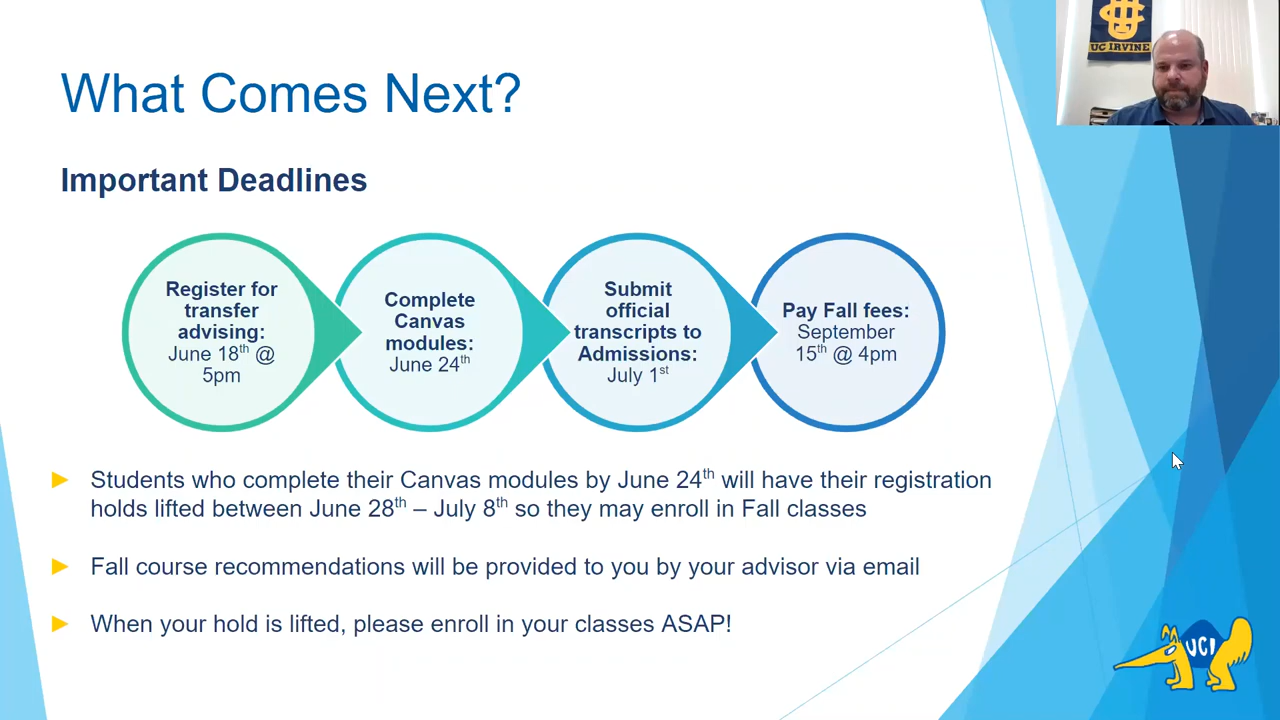 What Comes Next?
UC IRVINE
Important Deadlines
Register for
transfer
advising:
June 18th @
5pm
Complete
Canvas
modules:
June 24th
Submit
official
transcripts to
Admissions:
July 1st
Pay Fall fees:
September
15th @ 4pm
Students who complete their Canvas modules by June 24th will have their registration
holds lifted between June 28th – July 8th so they may enroll in Fall classes
Fall course recommendations will be provided to you by your advisor via email
When your hold is lifted, please enroll in your classes ASAP!
UCI